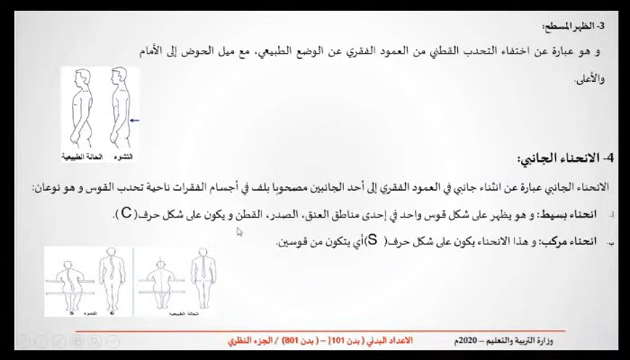 3- الظهر المسطح:
و هو عبارة عن اختفاء التحدب القطني من العمود الفقري عن الوضع الطبيعي، مع ميل الحوض إلى الأمام
والأعلى.
التشوه الحالة الطبيعية
4- الانحناء الجانبي:
الانحناء الجانبي عبارة عن انثناء جانبي في العمود الفقري إلى أحد الجانبين مصحوبا بلف في أجسام الفقرات ناحية تحدب القوس و هو نوعان:
أ. انحناء بسيط: و هو يظهر على شكل قوس واحد في إحدى مناطق العنق، الصدر، القطن و يكون على شكل حرف( C ).
ب. انحناء مركب: و هذا الانحناء يكون على شكل حرف( S )أي يتكون من قوسين.
S التشوه C
الحالة الطبيعية
وزارة التربية والتعليم – 2020م
الاعداد البدني ( بدن 101) – ( بدن 801) / الجزء النظري